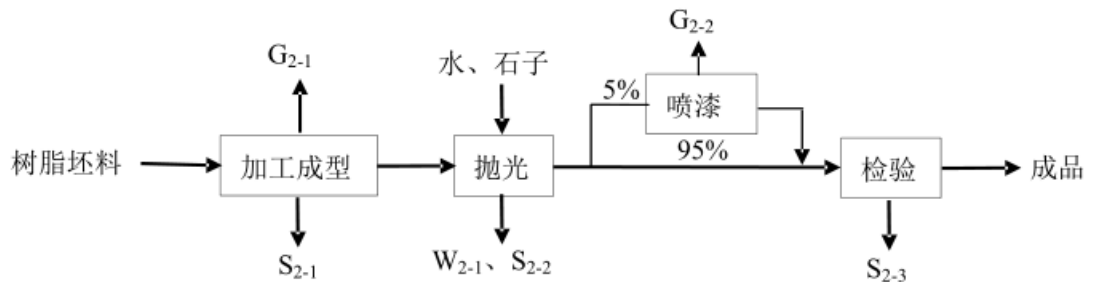 G2-1
G2-2
水、石子
5%
喷漆
95%
树脂坯料
加工成型
抛光
检验
成品
S2-1
W2-1、S2-2
S2-3